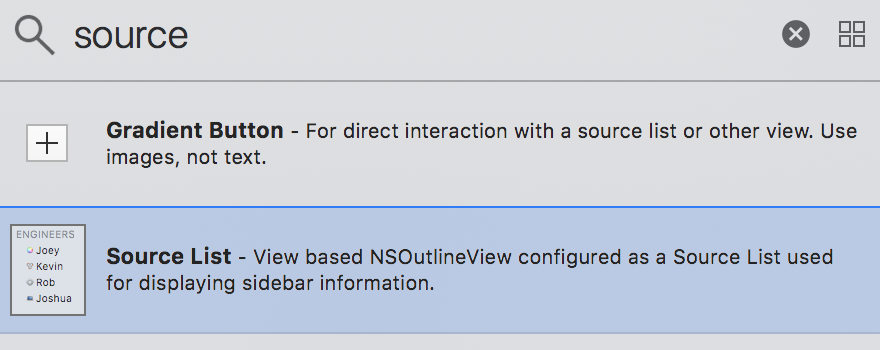 source
Gradient Button - For direct interaction with a source list or other view. Use
images, not text.
ENGINEERS
Joey
Kevin
Rob
Joshua
Source List - View based NSOutlineView configured as a Source List used
for displaying sidebar information.